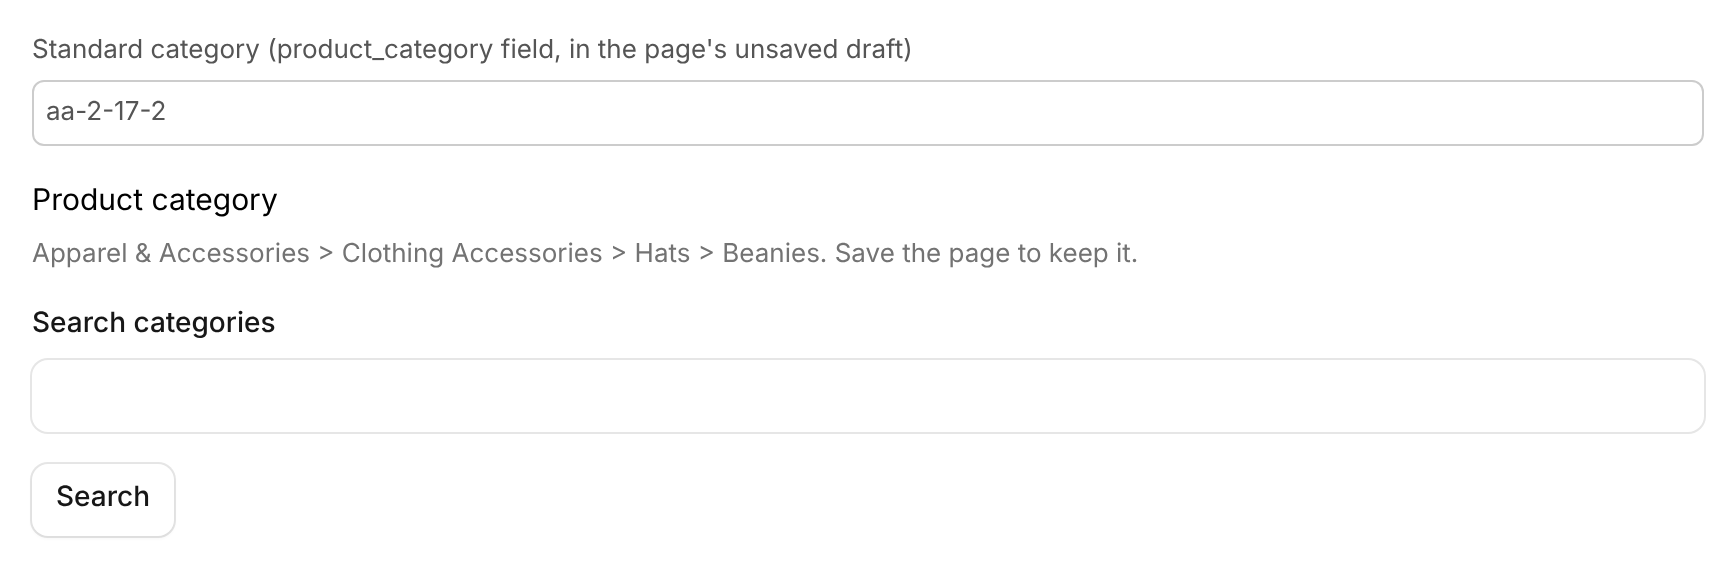 Standard category (product_category field, in the page's unsaved draft)
aa-2-17-2
Product category
Apparel & Accessories > Clothing Accessories > Hats > Beanies. Save the page to keep it.
Search categories
Search